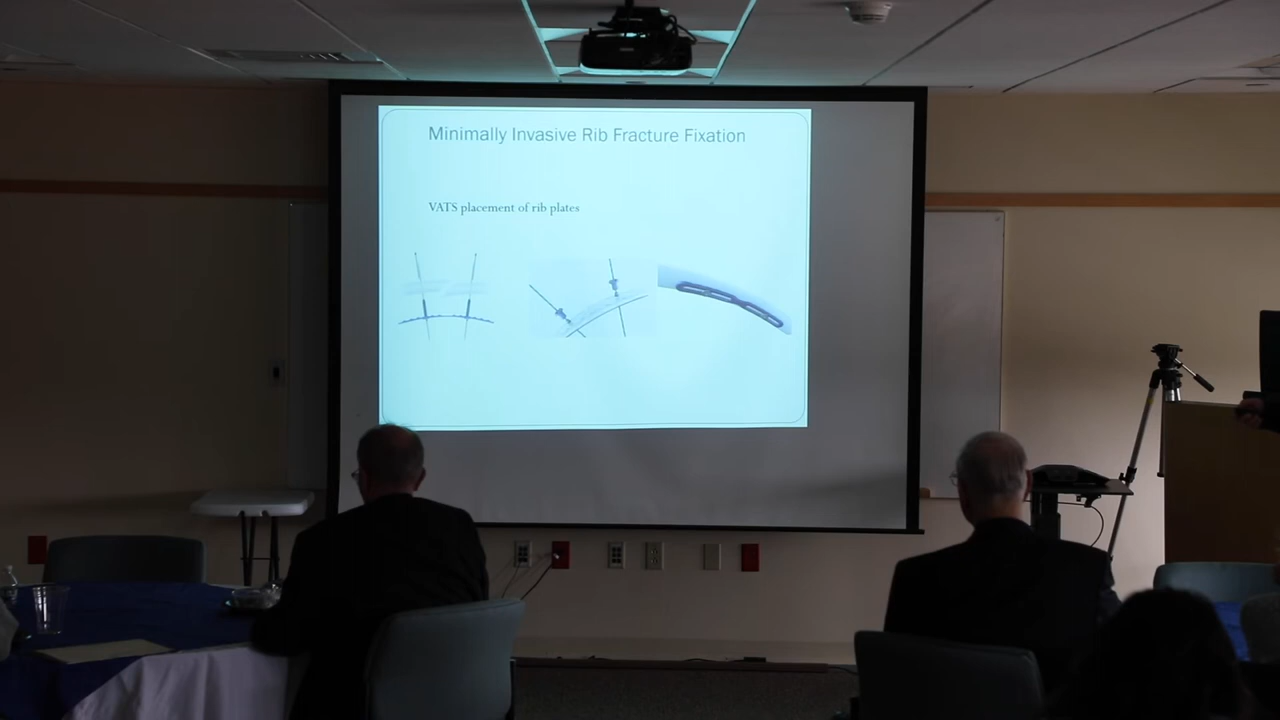 Minimally Invasive Rib Fracture Fixation
VATS placement of rib plates